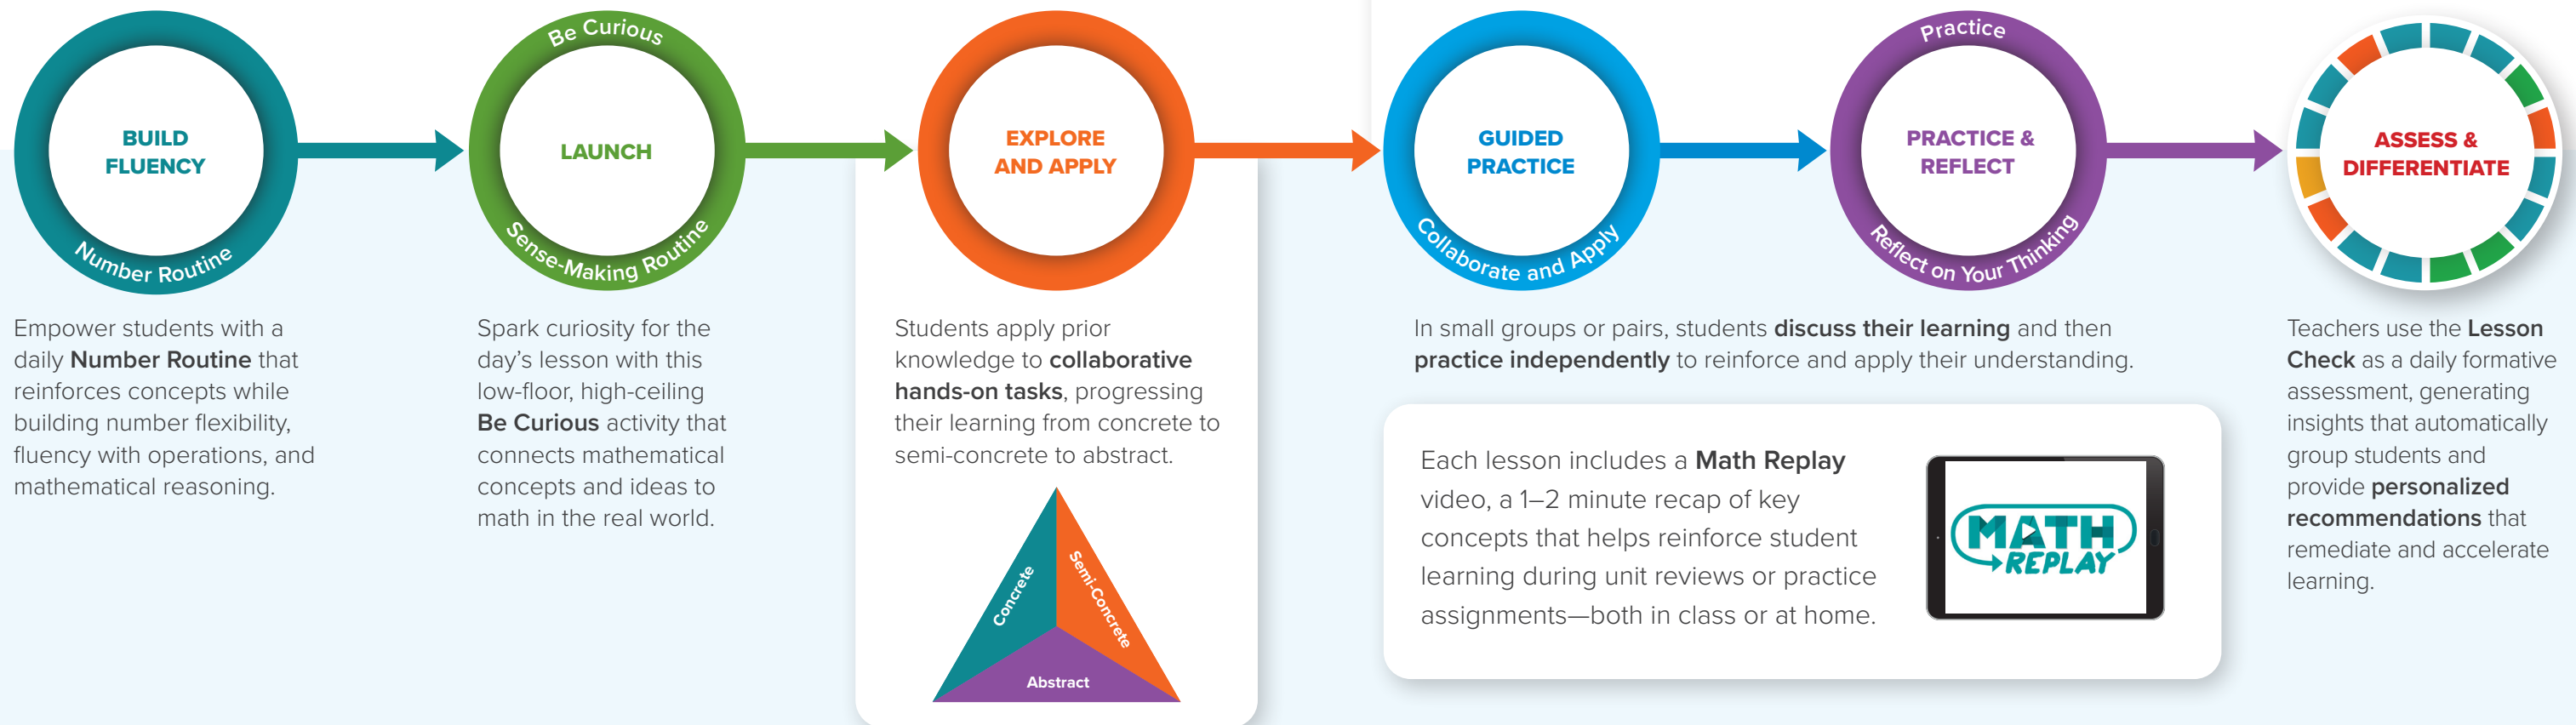 BUILD
FLUENCY
Number Routine
Empower students with a
daily Number Routine that
reinforces concepts while
building number flexibility,
fluency with operations, and
mathematical reasoning.
Be Curious
LAUNCH
Sense-Making Routine
Spark curiosity for the
day’s lesson with this
low-floor, high-ceiling
Be Curious activity that
connects mathematical
concepts and ideas to
math in the real world.
EXPLORE
AND APPLY
Students apply prior
knowledge to collaborative
hands-on tasks, progressing
their learning from concrete to
semi-concrete to abstract.
Concrete
Semi-Concrete
Abstract
GUIDED
PRACTICE
Collaborate and Apply
Practice
PRACTICE &
REFLECT
Reflect on Your Thinking
In small groups or pairs, students discuss their learning and then
practice independently to reinforce and apply their understanding.
Each lesson includes a Math Replay
video, a 1–2 minute recap of key
concepts that helps reinforce student
learning during unit reviews or practice
assignments—both in class or at home.
MATH
REPLAY
ASSESS &
DIFFERENTIATE
Teachers use the Lesson
Check as a daily formative
assessment, generating
insights that automatically
group students and
provide personalized
recommendations that
remediate and accelerate
learning.